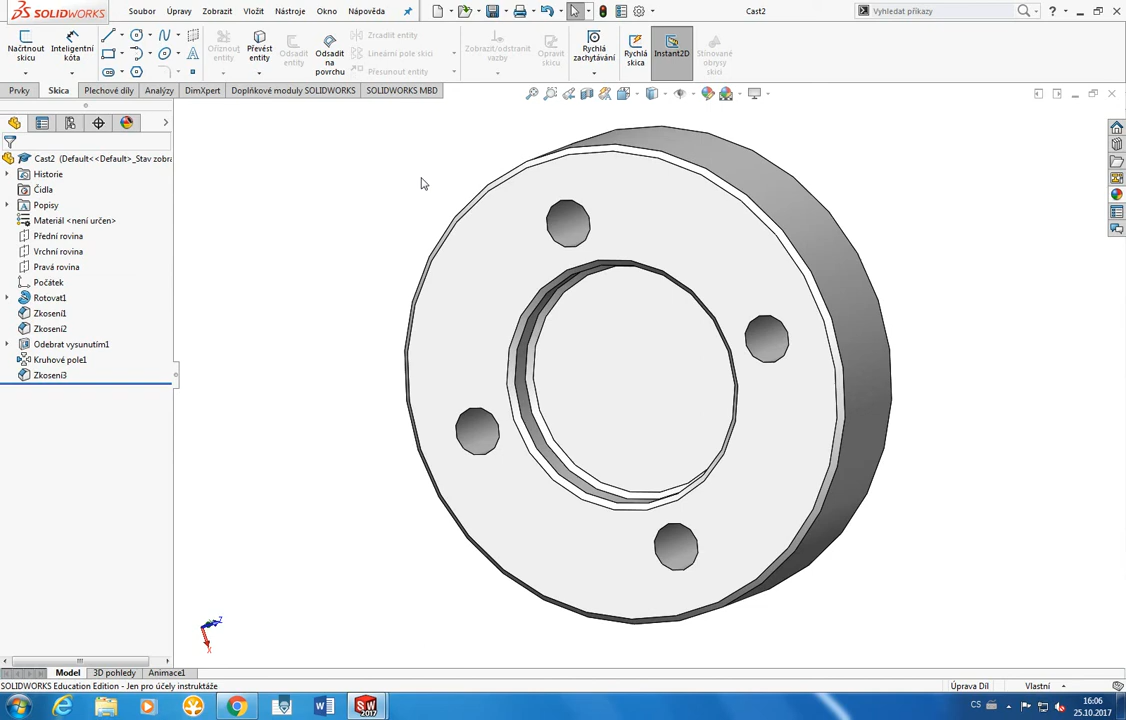 SOLIDWORKS Soubor Úpravy Zobrazit Vložit Nástroje Okno Nápověda Cast2 Vyhledat příkazy
Načrtnout skicu
Inteligentní kóta
Oříznout entity
Převést entity
Odsadit entity
Odsadit na povrchu
Zrcadlit entity
Lineární pole skici
Přesunout entity
Zobrazit/odstranit vazby
Opravit skicu
Rychlá zachytávání
Rychlá skica
Instant2D
Stínované obrysy skici
Prvky Skica Plechové díly Analýzy DimXpert Doplňkové moduly SOLIDWORKS SOLIDWORKS MBD
Cast2 (Default<<Default>_Stav zobra
Historie
Čidla
Popisy
Materiál <není určen>
Přední rovina
Vrchní rovina
Pravá rovina
Počátek
Rotovat1
Zkosení1
Zkosení2
Odebrat vysunutím1
Kruhové pole1
Zkosení3
Z
X
Model 3D pohledy Animace1
SOLIDWORKS Education Edition - Jen pro účely instruktáže Úprava Díl Vlastní
SW 2017
CS 16:06
25.10.2017